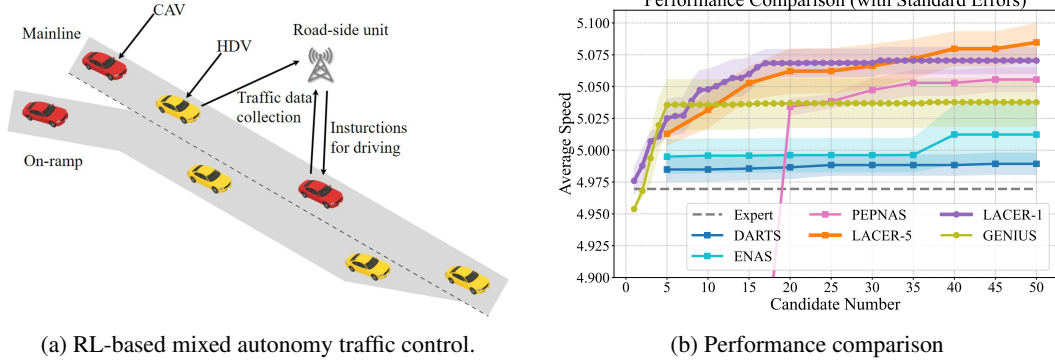 CAV
Mainline
HDV
Road-side unit
Traffic data
collection
Insturctions
for driving
On-ramp
(a) RL-based mixed autonomy traffic control.
Performance Comparison (with Standard Errors)
5.100
5.075
5.050
5.025
5.000
4.975
4.950
4.925
4.900
Average Speed
Expert
DARTS
ENAS
PEPNAS
LACER-5
LACER-1
GENIUS
0 5 10 15 20 25 30 35 40 45 50
Candidate Number
(b) Performance comparison